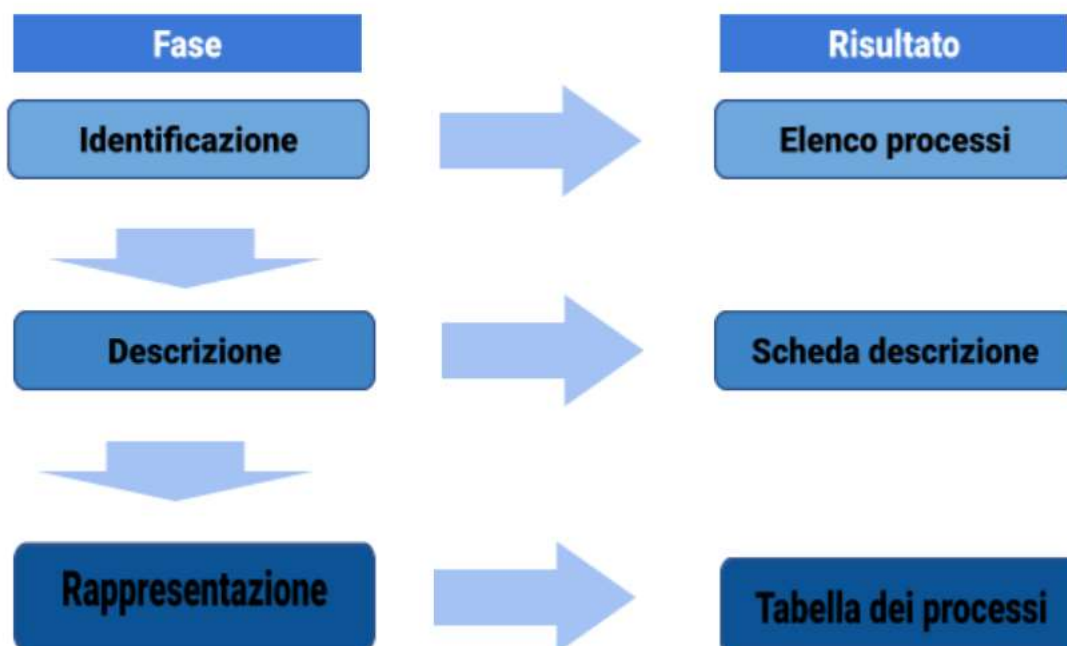 Fase
Risultato
Identificazione
Elenco processi
Descrizione
Scheda descrizione
Rappresentazione
Tabella dei processi